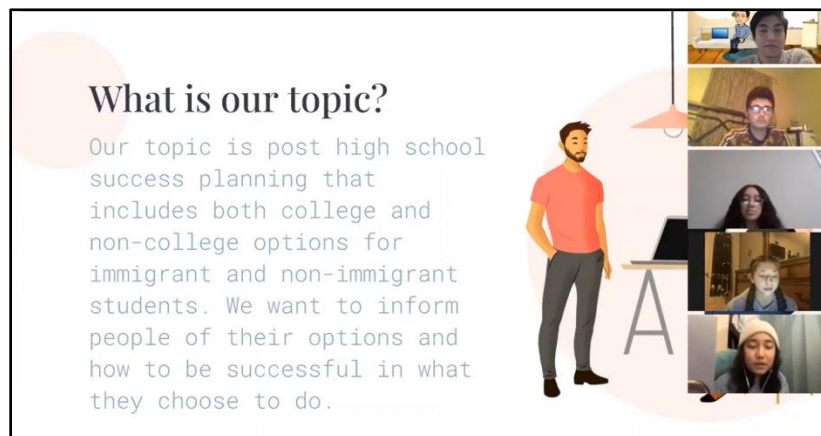 What is our topic?
Our topic is post high school
success planning that
includes both college and
non-college options for
immigrant and non-immigrant
students. We want to inform
people of their options and
how to be successful in what
they choose to do.